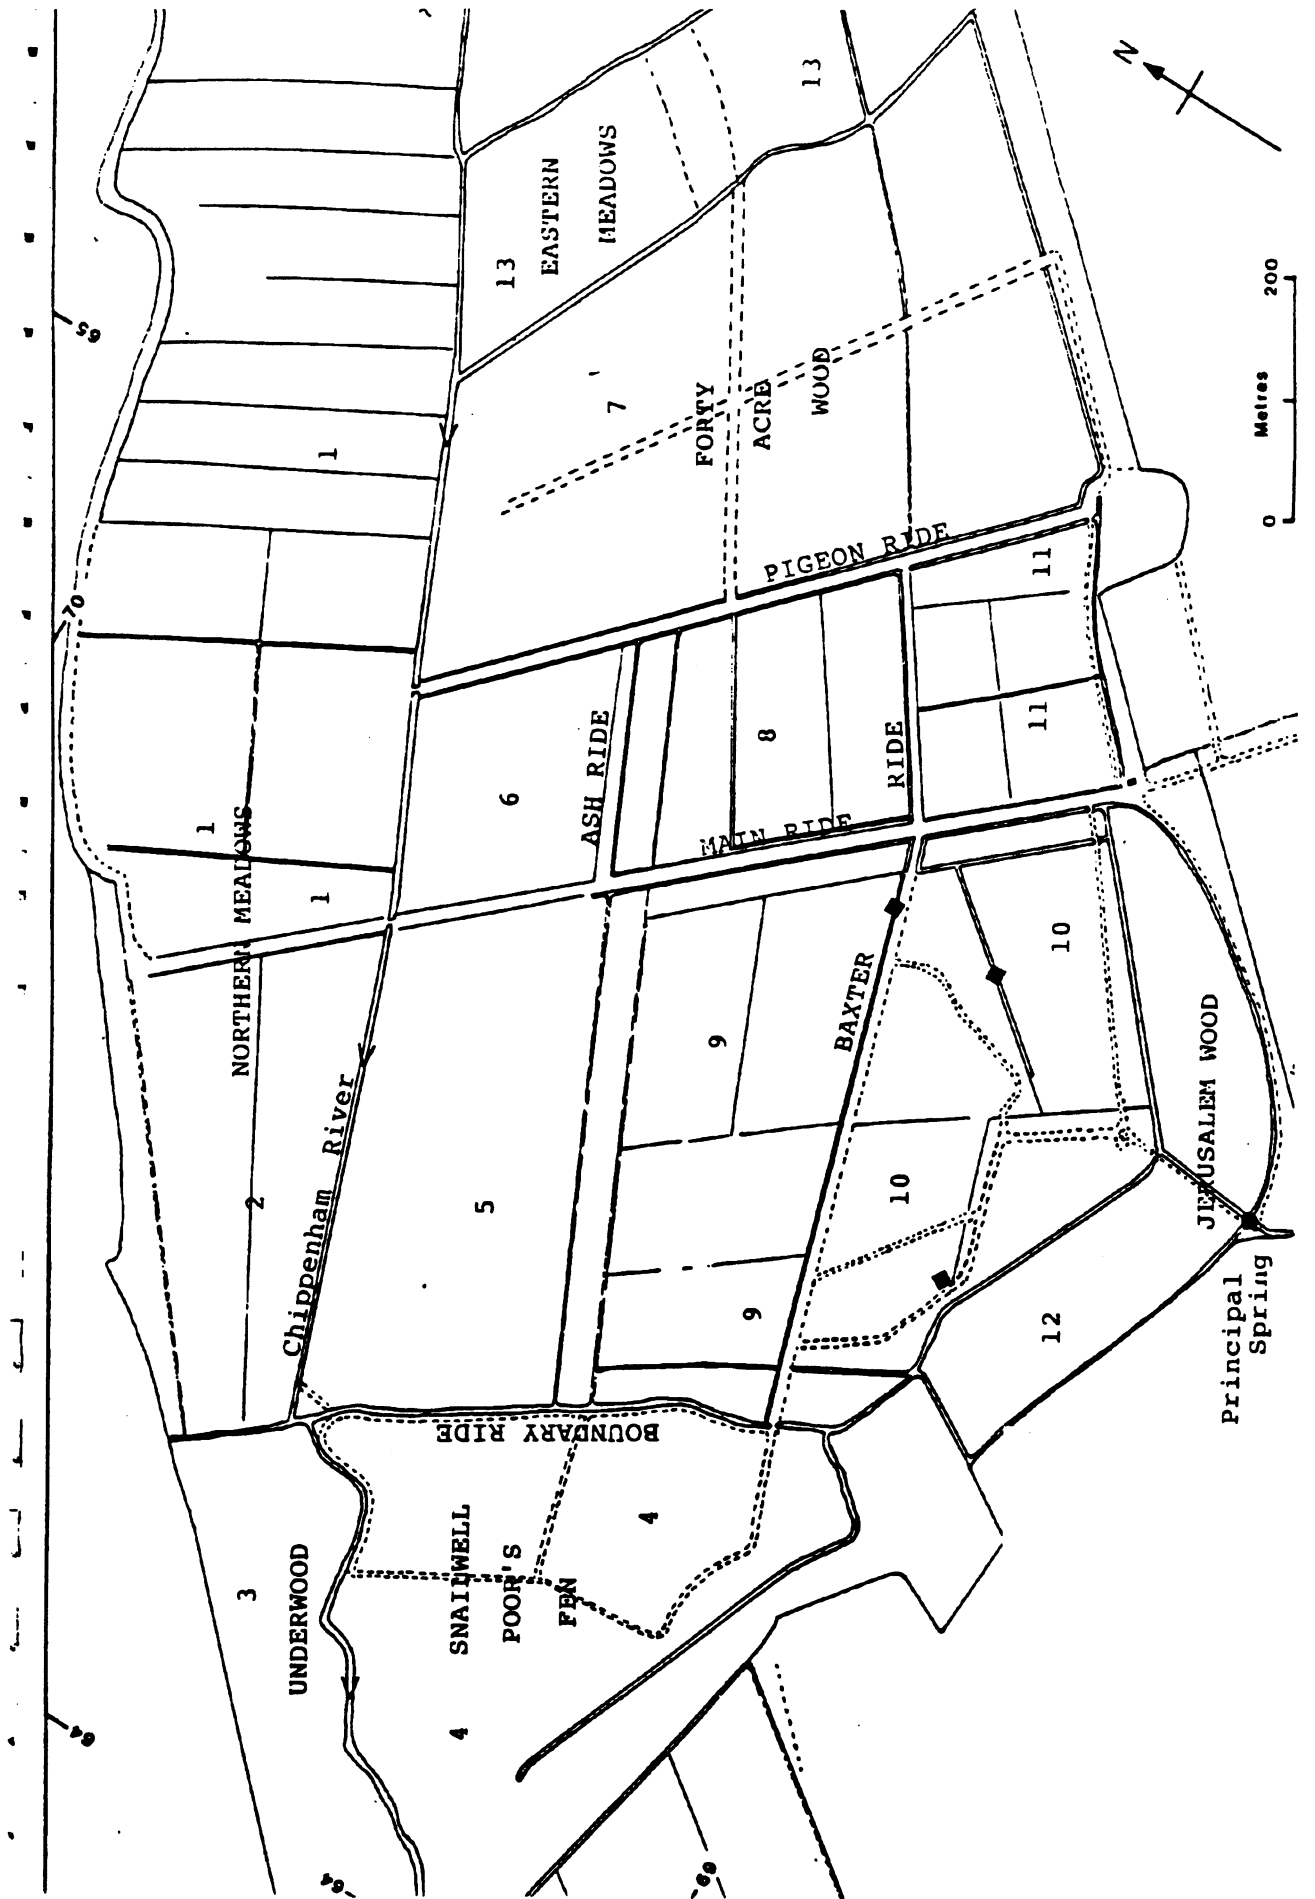 N
65
70
64
64
69
13
EASTERN
MEADOWS
13
1
7
FORTY
ACRE
WOOD
0
Metres
200
PIGEON RIDE
11
11
1
NORTHERN MEADOWS
1
6
ASH RIDE
8
MAIN RIDE
RIDE
BAXTER
2
Chippenham River
5
9
9
10
10
12
JERUSALEM WOOD
Principal
Spring
BOUNDARY RIDE
3
UNDERWOOD
SNAILWELL
POOR'S
FEN
4
4